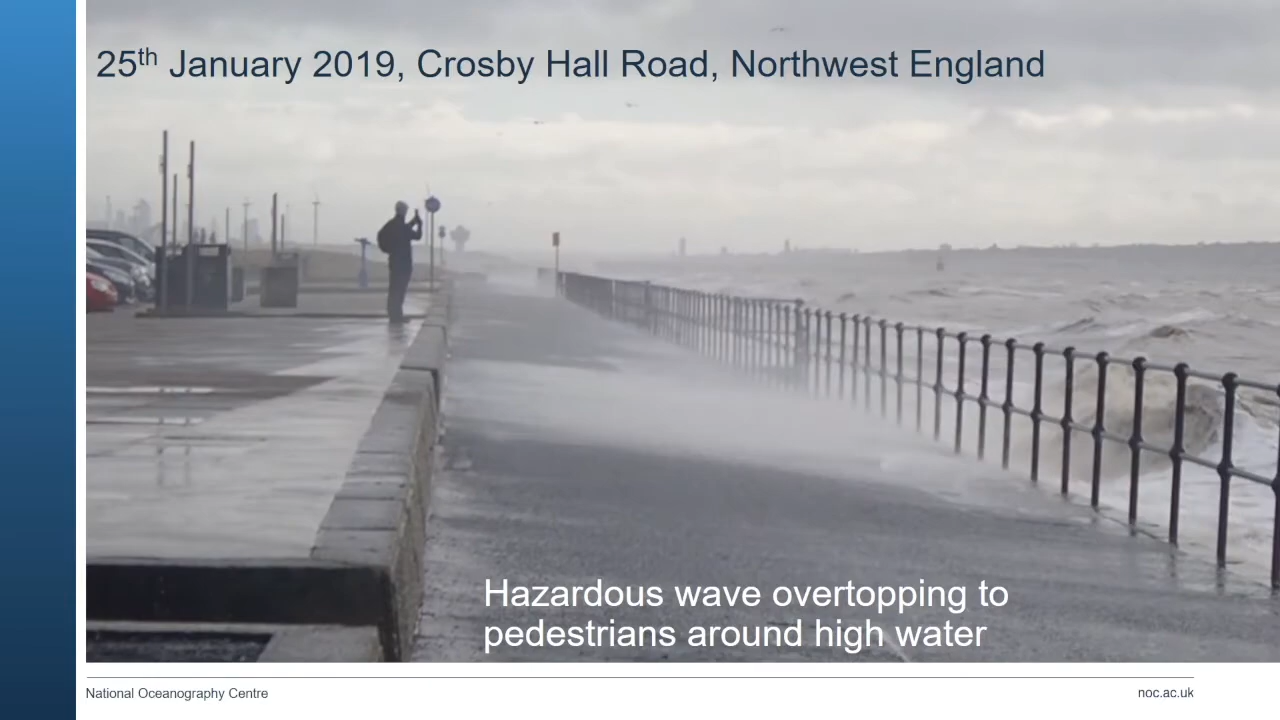 25th January 2019, Crosby Hall Road, Northwest England
Hazardous wave overtopping to
pedestrians around high water
National Oceanography Centre
noc.ac.uk